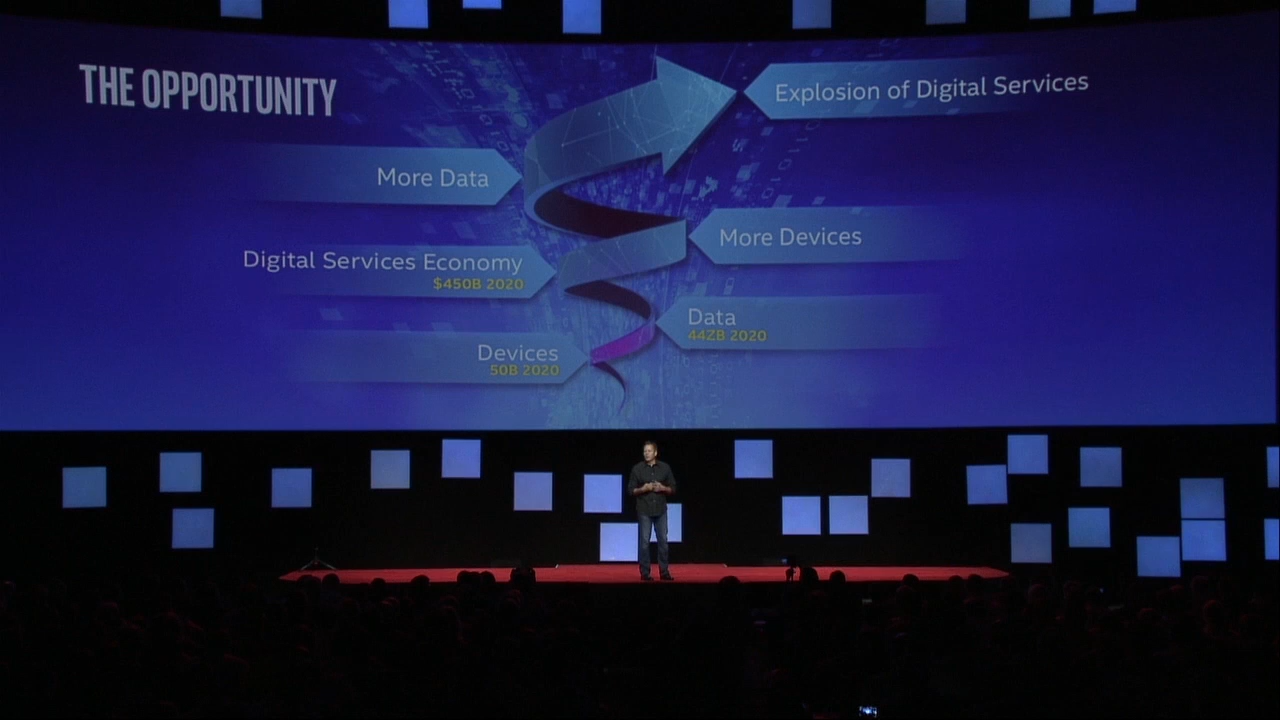 THE OPPORTUNITY
Explosion of Digital Services
More Data
More Devices
Digital Services Economy
$450B 2020
Data
44ZB 2020
Devices
50B 2020